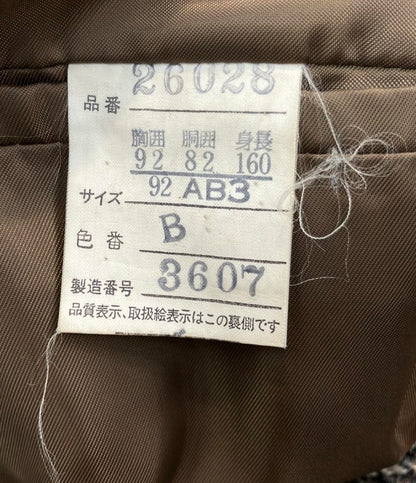 品番 26028
胸囲 胴囲 身長
92 82 160
サイズ 92 AB3
色番 B
製造番号 3607
品質表示、取扱絵表示はこの裏側です